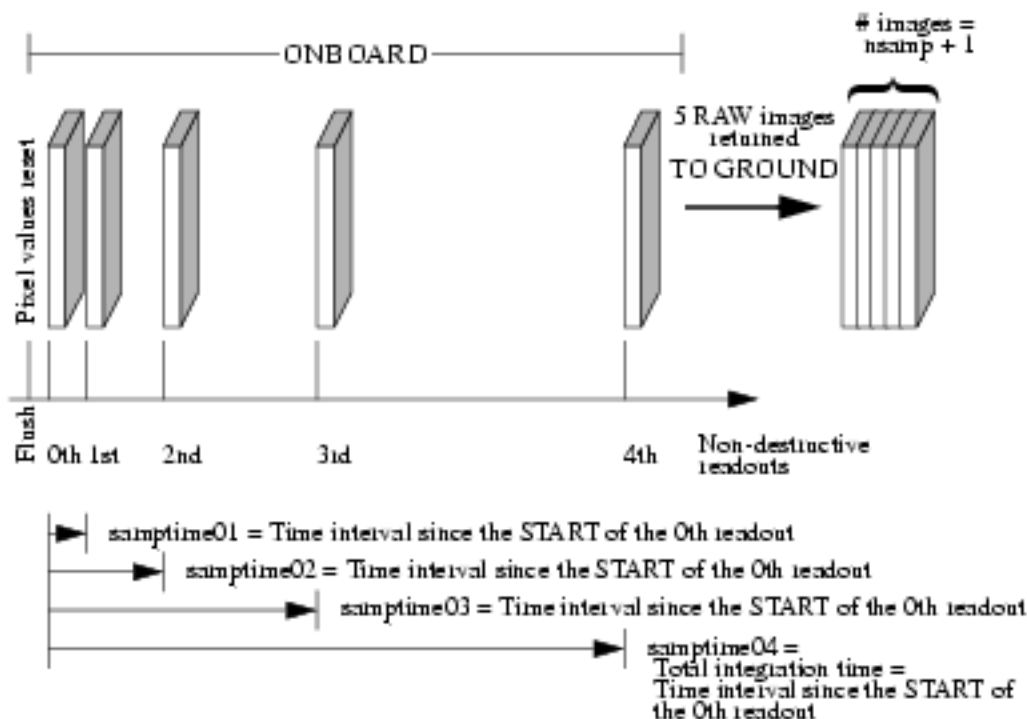 # images =
nsamp + 1
ONBOARD
5 RAW images
returned
TO GROUND
Pixel values reset
Flush
0th 1st 2nd 3rd 4th
Non-destructive
readouts
samptime01 = Time interval since the START of the 0th readout
samptime02 = Time interval since the START of the 0th readout
samptime03 = Time interval since the START of the 0th readout
samptime04 =
Total integration time =
Time interval since the START of
the 0th readout